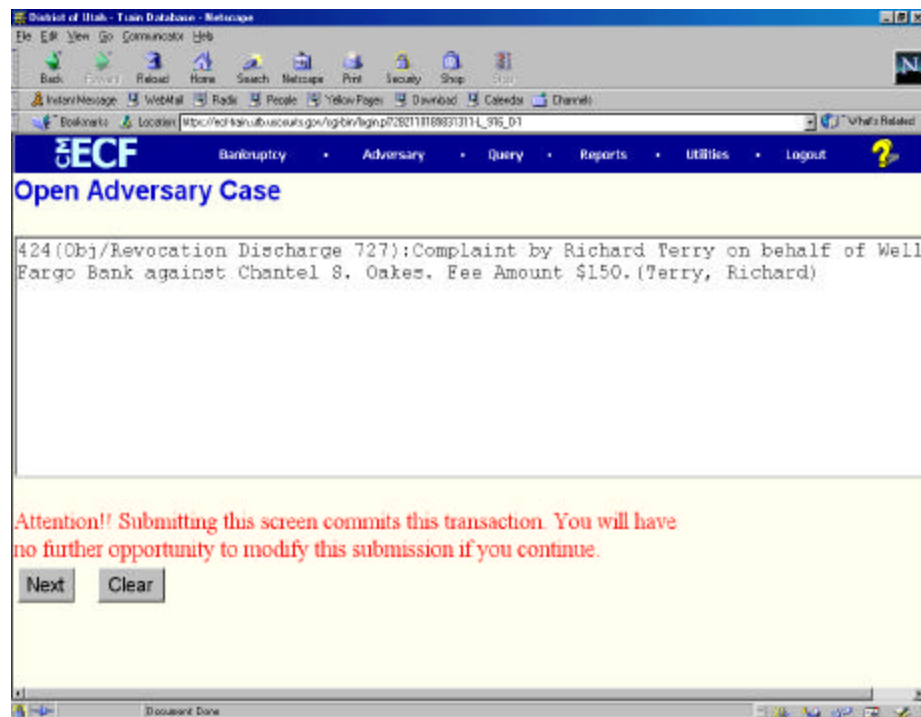 District of Utah - Train Database - Netscape
File Edit View Go Communicator Help
Back Forward Reload Home Search Netscape Print Security Shop Stop
Instant Message WebMail Radio People Yellow Pages Download Calendar Channels
Bookmarks Location What's Related
CM ECF Bankruptcy • Adversary • Query • Reports • Utilities • Logout ?
Open Adversary Case
424(Obj/Revocation Discharge 727):Complaint by Richard Terry on behalf of Well
Fargo Bank against Chantel S. Oakes. Fee Amount $150.(Terry, Richard)
Attention!! Submitting this screen commits this transaction. You will have
no further opportunity to modify this submission if you continue.
Next Clear
Document Done